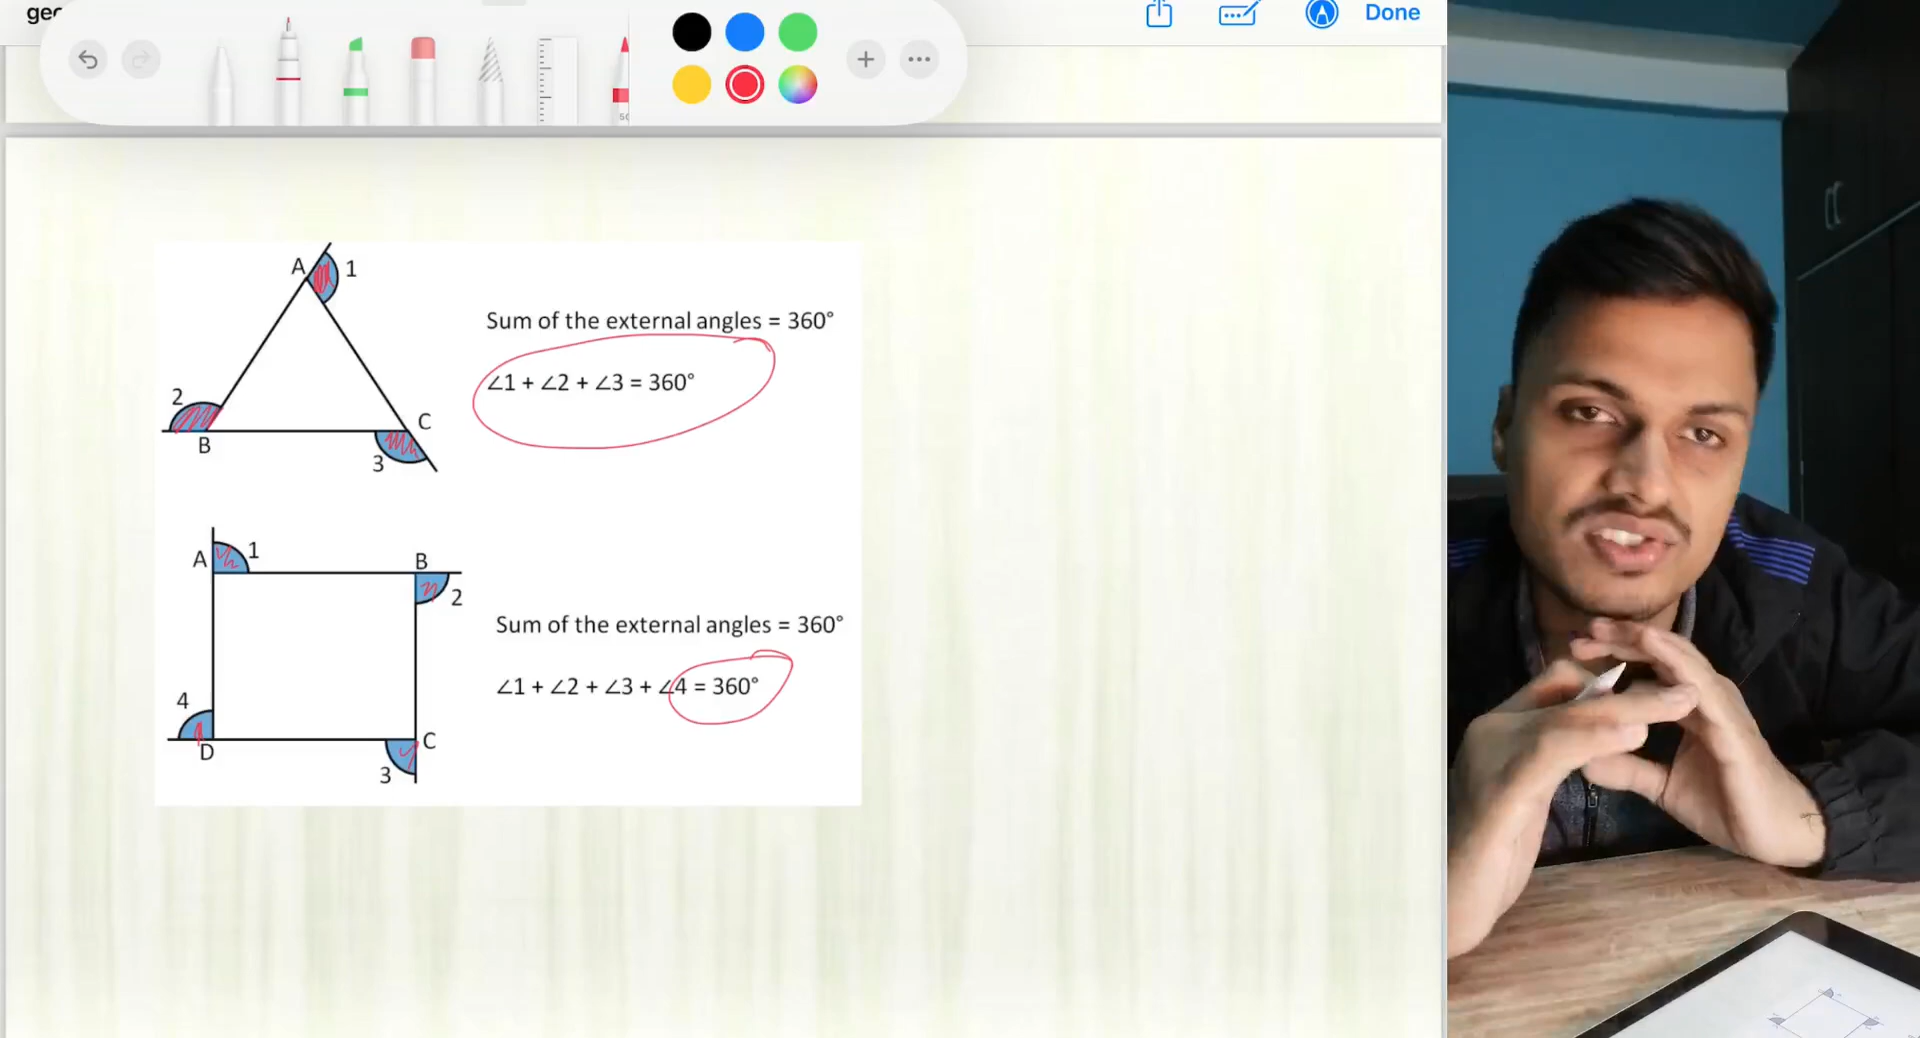 geo
Done
A
1
Sum of the external angles = 360°
∠1 + ∠2 + ∠3 = 360°
2
B
C
3
A
1
B
2
Sum of the external angles = 360°
∠1 + ∠2 + ∠3 + ∠4 = 360°
4
D
C
3